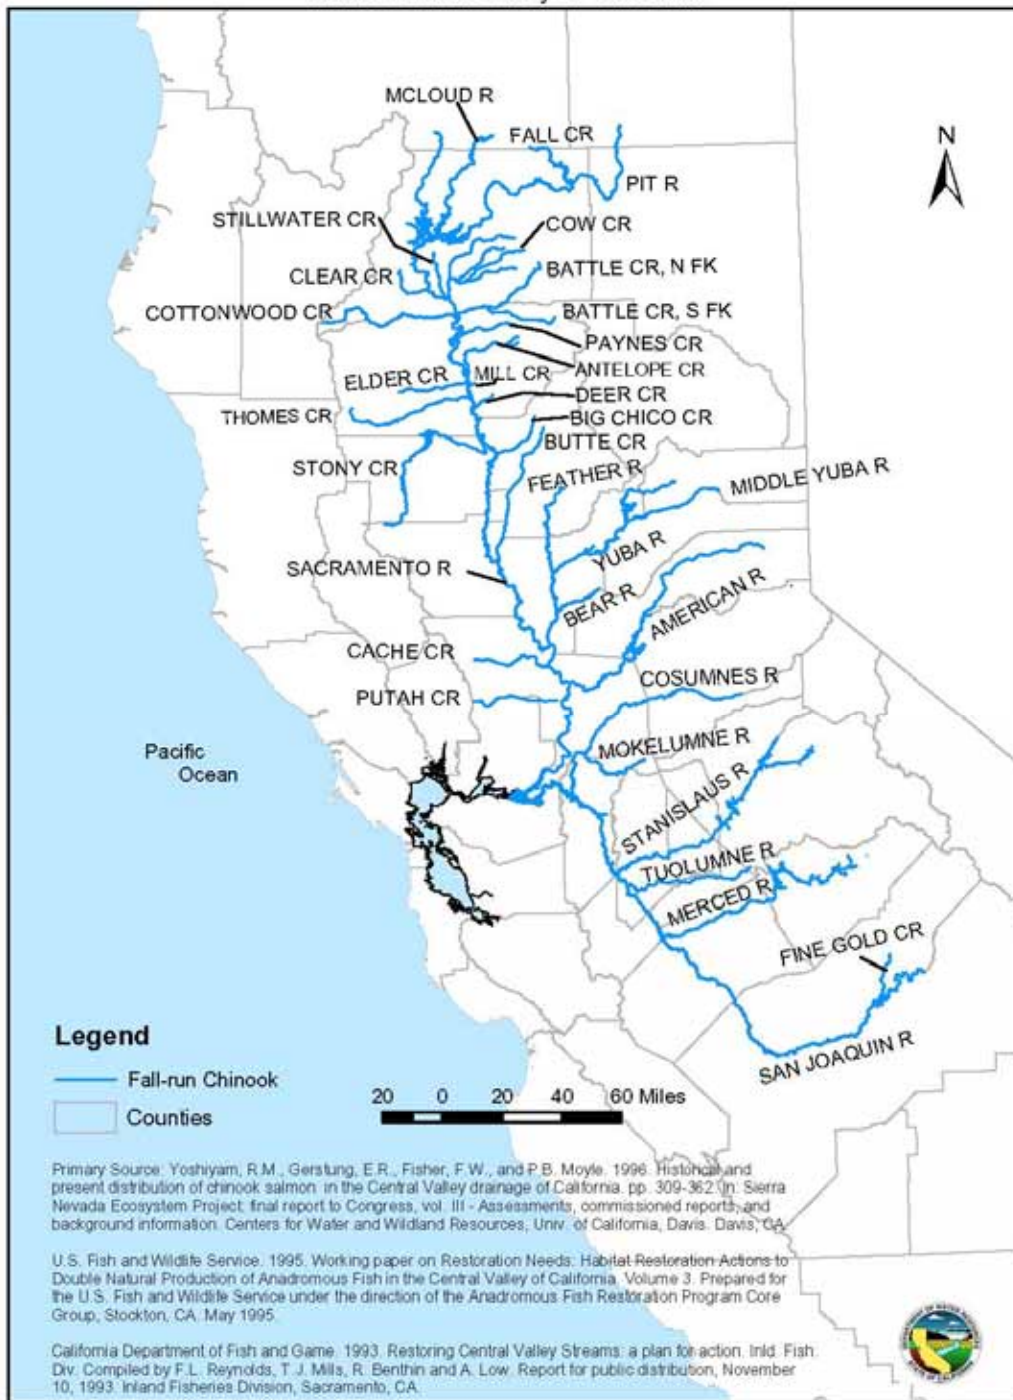 MCLOUD R
FALL CR
N
PIT R
STILLWATER CR
COW CR
CLEAR CR
BATTLE CR, N FK
COTTONWOOD CR
BATTLE CR, S FK
PAYNES CR
ANTELOPE CR
ELDER CR
MILL CR
DEER CR
THOMES CR
BIG CHICO CR
BUTTE CR
STONY CR
FEATHER R
MIDDLE YUBA R
YUBA R
SACRAMENTO R
BEAR R
AMERICAN R
CACHE CR
COSUMNES R
PUTAH CR
MOKELUMNE R
Pacific
Ocean
STANISLAUS R
TUOLUMNE R
MERCED R
FINE GOLD CR
SAN JOAQUIN R
Legend
Fall-run Chinook
Counties
20 0 20 40 60 Miles
Primary Source: Yoshiyam, R.M., Gerstung, E.R., Fisher, F.W., and P.B. Moyle. 1996. Historical and
present distribution of chinook salmon in the Central Valley drainage of California. pp. 309-362. In: Sierra
Nevada Ecosystem Project: final report to Congress, vol. III - Assessments, commissioned reports, and
background information. Centers for Water and Wildland Resources, Univ. of California, Davis. Davis, CA.
U.S. Fish and Wildlife Service. 1995. Working paper on Restoration Needs: Habitat Restoration Actions to
Double Natural Production of Anadromous Fish in the Central Valley of California. Volume 3. Prepared for
the U.S. Fish and Wildlife Service under the direction of the Anadromous Fish Restoration Program Core
Group, Stockton, CA. May 1995.
California Department of Fish and Game. 1993. Restoring Central Valley Streams: a plan for action. Inld. Fish.
Div. Compiled by F.L. Reynolds, T.J. Mills, R. Benthin and A. Low. Report for public distribution, November
10, 1993. Inland Fisheries Division, Sacramento, CA.